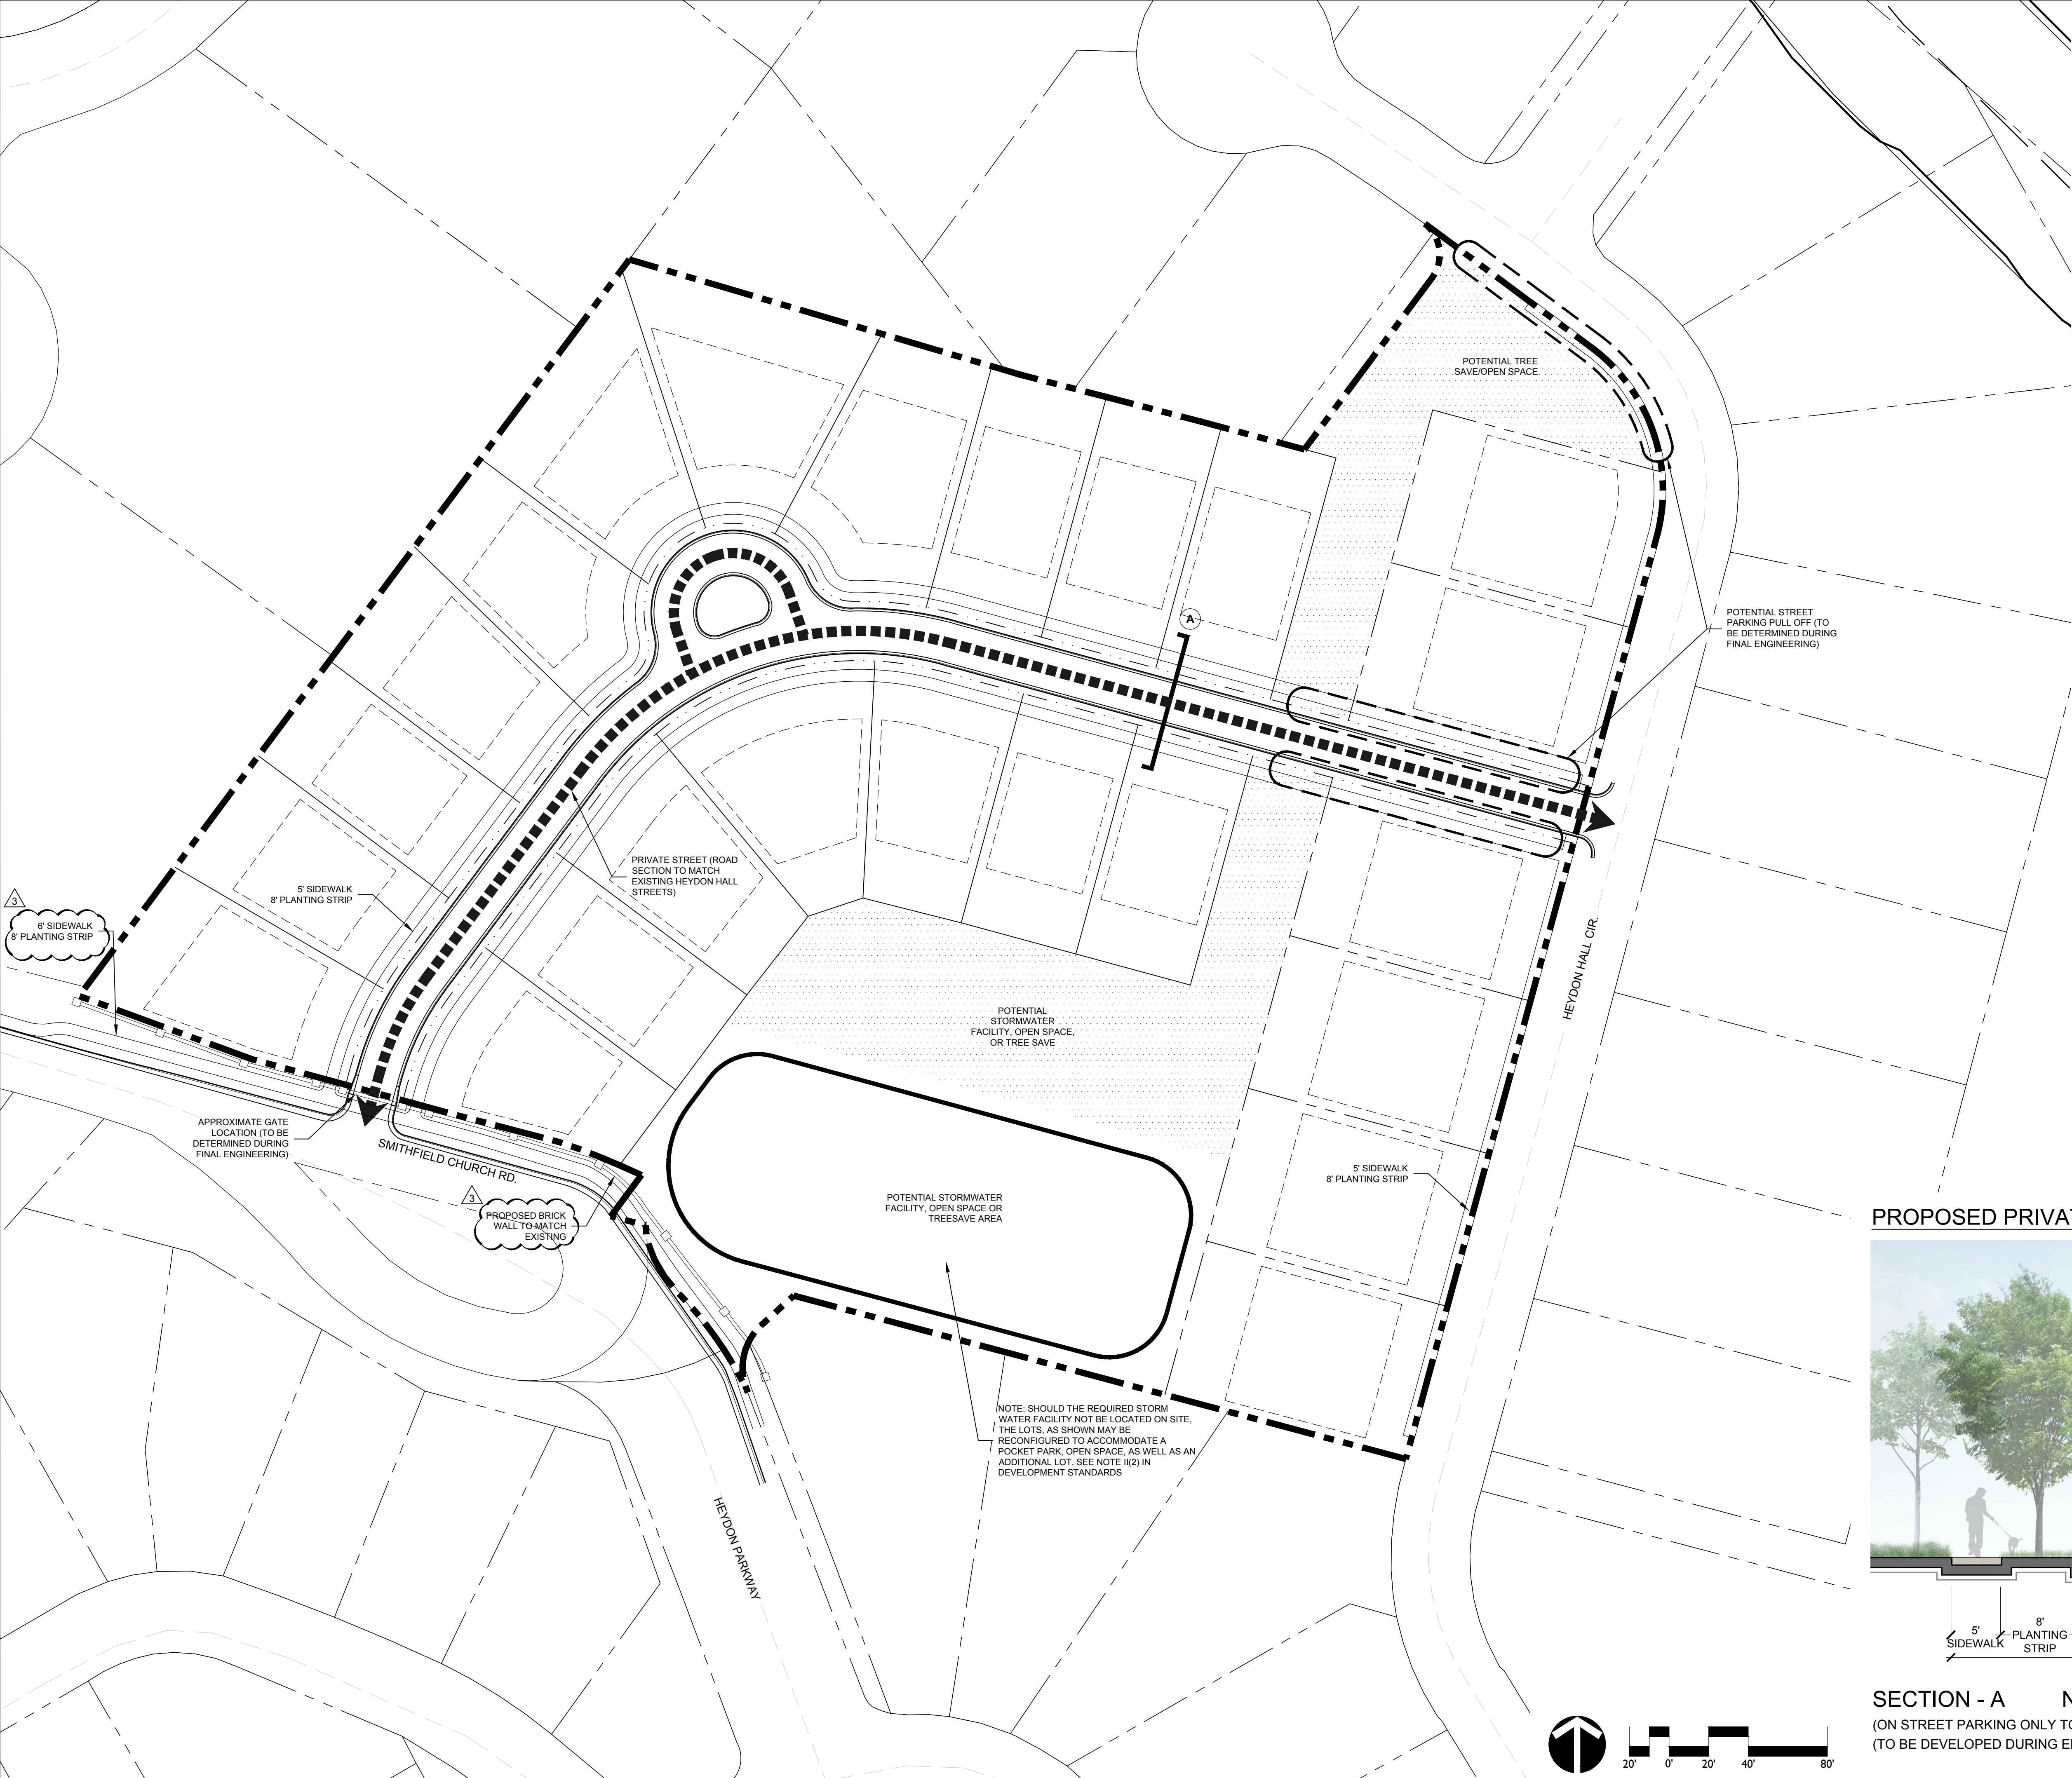 POTENTIAL TREE
SAVE/OPEN SPACE
A
POTENTIAL STREET
PARKING PULL OFF (TO
BE DETERMINED DURING
FINAL ENGINEERING)
PRIVATE STREET (ROAD
SECTION TO MATCH
EXISTING HEYDON HALL
STREETS)
5' SIDEWALK
8' PLANTING STRIP
3
6' SIDEWALK
8' PLANTING STRIP
HEYDON HALL CIR.
POTENTIAL
STORMWATER
FACILITY, OPEN SPACE,
OR TREE SAVE
APPROXIMATE GATE
LOCATION (TO BE
DETERMINED DURING
FINAL ENGINEERING)
SMITHFIELD CHURCH RD.
3
PROPOSED BRICK
WALL TO MATCH
EXISTING
5' SIDEWALK
8' PLANTING STRIP
POTENTIAL STORMWATER
FACILITY, OPEN SPACE OR
TREESAVE AREA
NOTE: SHOULD THE REQUIRED STORM
WATER FACILITY NOT BE LOCATED ON SITE,
THE LOTS, AS SHOWN MAY BE
RECONFIGURED TO ACCOMMODATE A
POCKET PARK, OPEN SPACE, AS WELL AS AN
ADDITIONAL LOT. SEE NOTE II(2) IN
DEVELOPMENT STANDARDS
HEYDON PARKWAY
PROPOSED PRIVAT
5'
SIDEWALK
8'
PLANTING
STRIP
SECTION - A N
(ON STREET PARKING ONLY TO
(TO BE DEVELOPED DURING E
20' 0' 20' 40' 80'